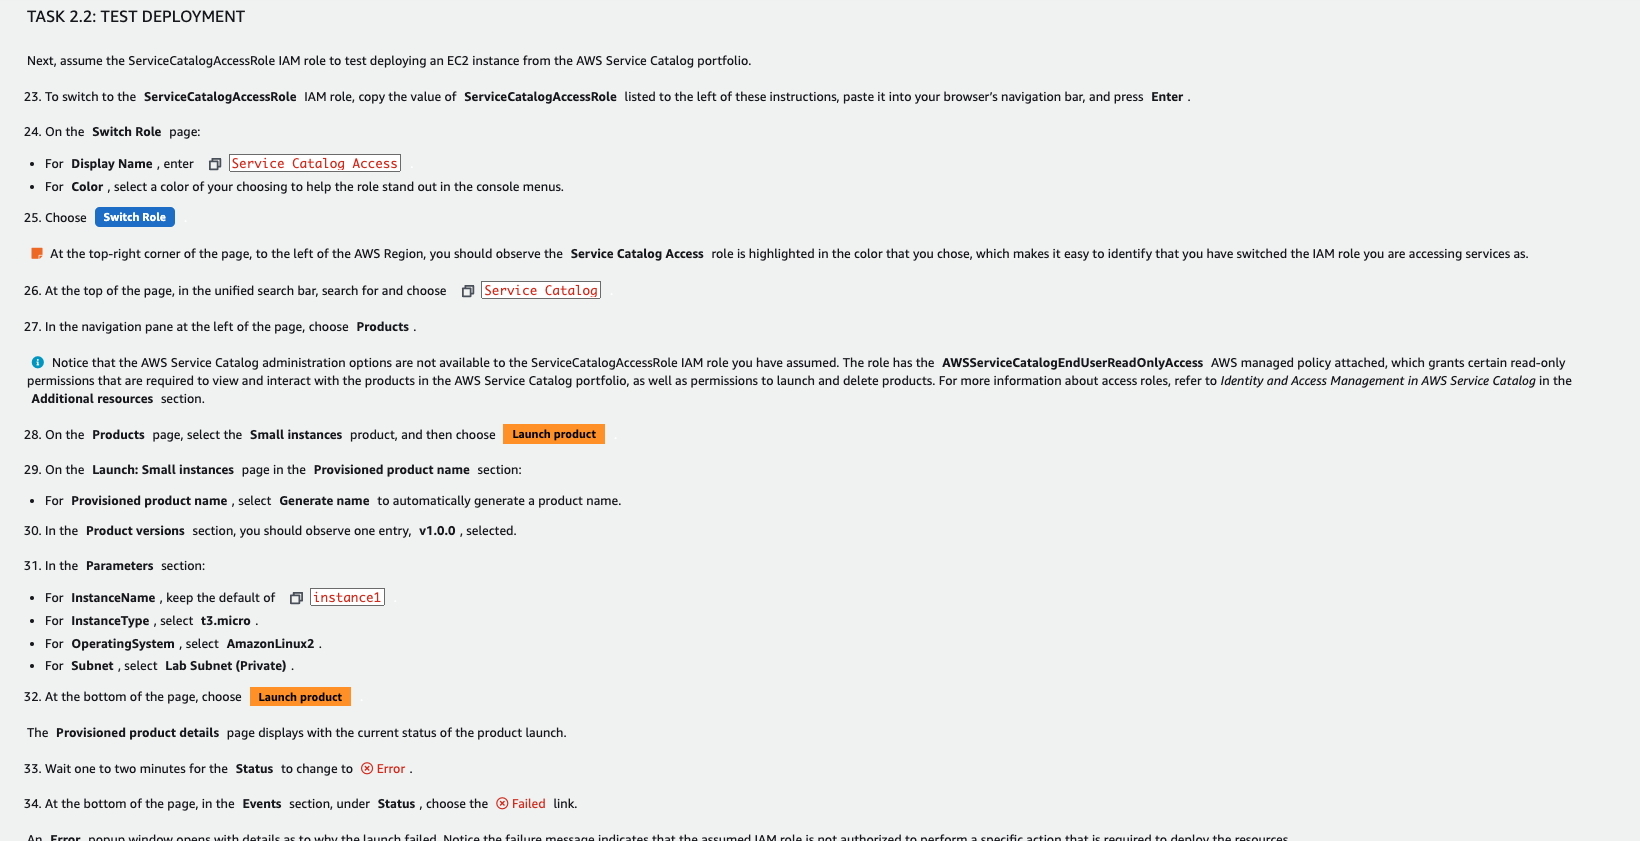 TASK 2.2: TEST DEPLOYMENT
Next, assume the ServiceCatalogAccessRole IAM role to test deploying an EC2 instance from the AWS Service Catalog portfolio.
23. To switch to the ServiceCatalogAccessRole IAM role, copy the value of ServiceCatalogAccessRole listed to the left of these instructions, paste it into your browser's navigation bar, and press Enter .
24. On the Switch Role page:
• For Display Name , enter Service Catalog Access
• For Color , select a color of your choosing to help the role stand out in the console menus.
25. Choose Switch Role
At the top-right corner of the page, to the left of the AWS Region, you should observe the Service Catalog Access role is highlighted in the color that you chose, which makes it easy to identify that you have switched the IAM role you are accessing services as.
26. At the top of the page, in the unified search bar, search for and choose Service Catalog
27. In the navigation pane at the left of the page, choose Products .
Notice that the AWS Service Catalog administration options are not available to the ServiceCatalogAccessRole IAM role you have assumed. The role has the AWSServiceCatalogEndUserReadOnlyAccess AWS managed policy attached, which grants certain read-only
permissions that are required to view and interact with the products in the AWS Service Catalog portfolio, as well as permissions to launch and delete products. For more information about access roles, refer to Identity and Access Management in AWS Service Catalog in the
Additional resources section.
28. On the Products page, select the Small instances product, and then choose Launch product
29. On the Launch: Small instances page in the Provisioned product name section:
• For Provisioned product name , select Generate name to automatically generate a product name.
30. In the Product versions section, you should observe one entry, v1.0.0 , selected.
31. In the Parameters section:
• For InstanceName , keep the default of instance1
• For InstanceType , select t3.micro .
• For OperatingSystem , select AmazonLinux2 .
• For Subnet , select Lab Subnet (Private) .
32. At the bottom of the page, choose Launch product
The Provisioned product details page displays with the current status of the product launch.
33. Wait one to two minutes for the Status to change to Error .
34. At the bottom of the page, in the Events section, under Status , choose the Failed link.
An Error popup window opens with details as to why the launch failed. Notice the failure message indicates that the assumed IAM role is not authorized to perform a specific action that is required to deploy the resources.